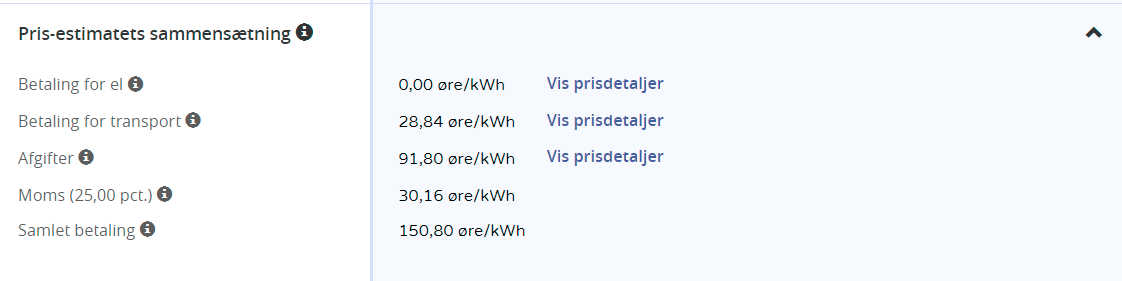 Pris-estimatets sammensætning
Betaling for el 0,00 øre/kWh Vis prisdetaljer
Betaling for transport 28,84 øre/kWh Vis prisdetaljer
Afgifter 91,80 øre/kWh Vis prisdetaljer
Moms (25,00 pct.) 30,16 øre/kWh
Samlet betaling 150,80 øre/kWh